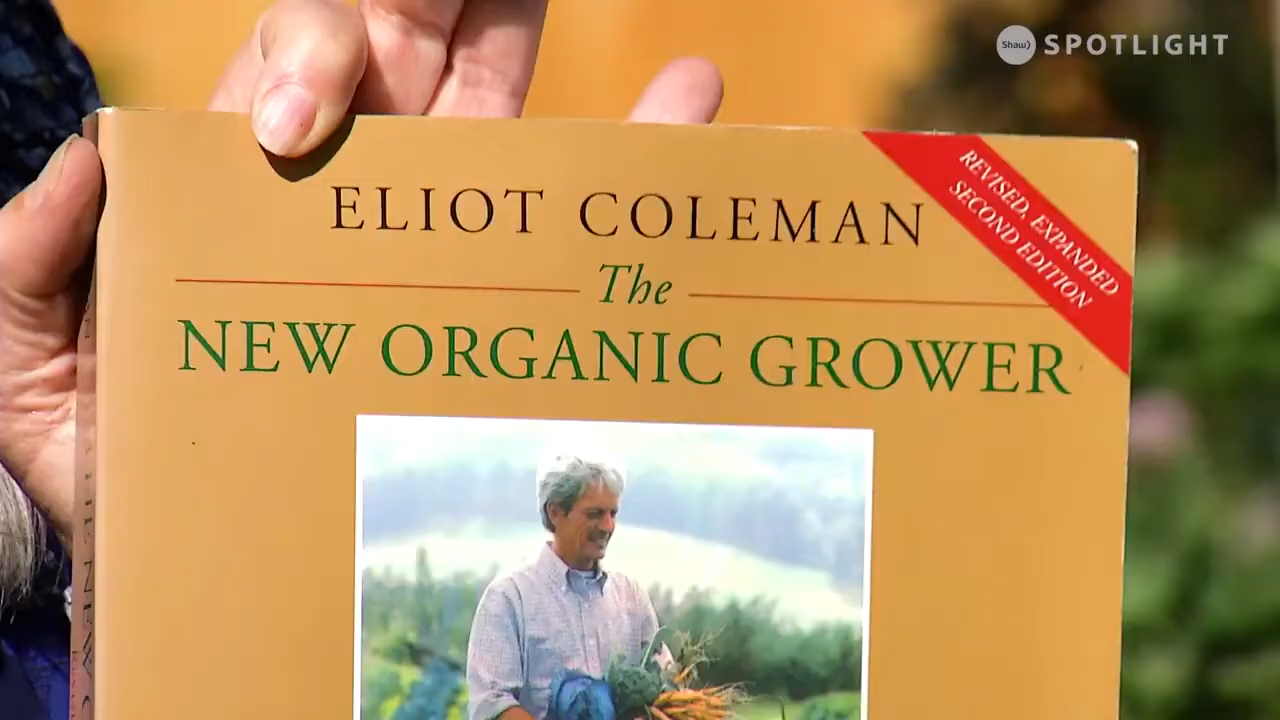 Shaw) SPOTLIGHT
REVISED, EXPANDED
SECOND EDITION
ELIOT COLEMAN
The
NEW ORGANIC GROWER